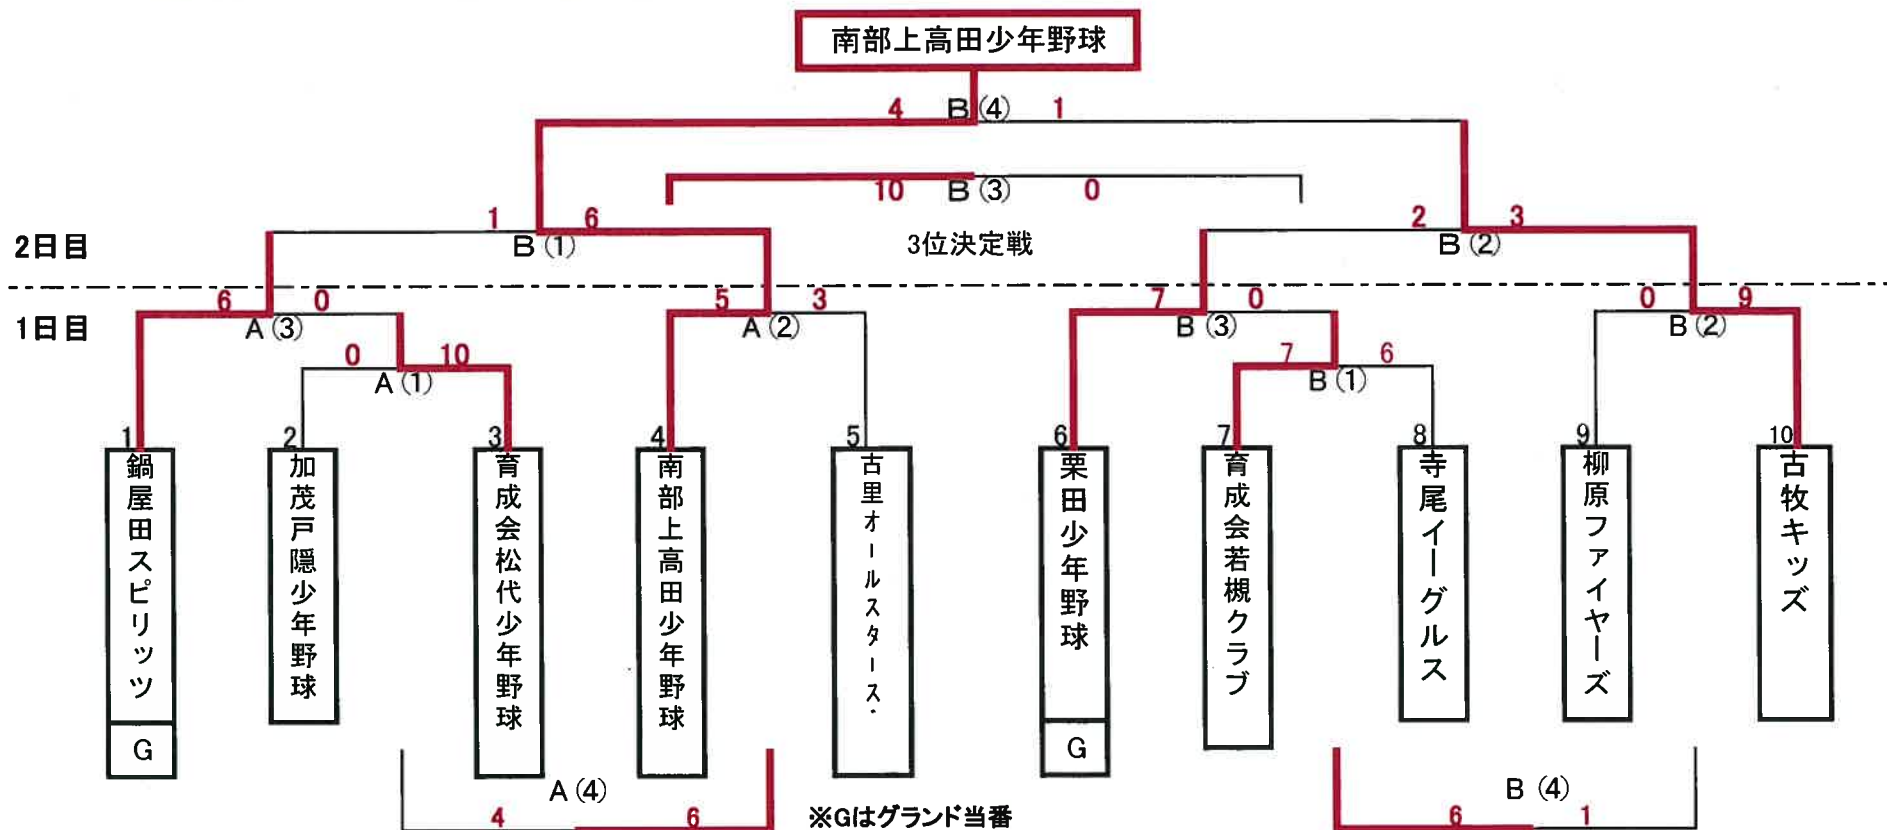 南部上高田少年野球
4 B(4) 1
10 B(3) 0
1 6 2 3
2日目 B(1) 3位決定戦 B(2)
6 0 5 3 7 0 0 9
1日目 A(3) A(2) B(3) B(2)
0 10 7 6
A(1) B(1)
1 2 3 4 5 6 7 8 9 10
鍋屋田スピリッツ
G
加茂戸隠少年野球
育成会松代少年野球
南部上高田少年野球
古里オールスターズ.
栗田少年野球
G
育成会若槻クラブ
寺尾イーグルス
柳原ファイヤーズ
古牧キッズ
A(4) B(4)
4 6 ※Gはグランド当番 6 1